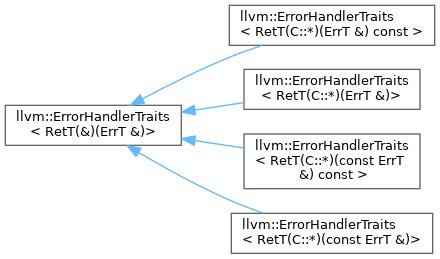 llvm::ErrorHandlerTraits
< RetT(C::*)(ErrT &) const >
llvm::ErrorHandlerTraits
< RetT(C::*)(ErrT &)>
llvm::ErrorHandlerTraits
< RetT(&)(ErrT &)>
llvm::ErrorHandlerTraits
< RetT(C::*)(const ErrT
&) const >
llvm::ErrorHandlerTraits
< RetT(C::*)(const ErrT &)>